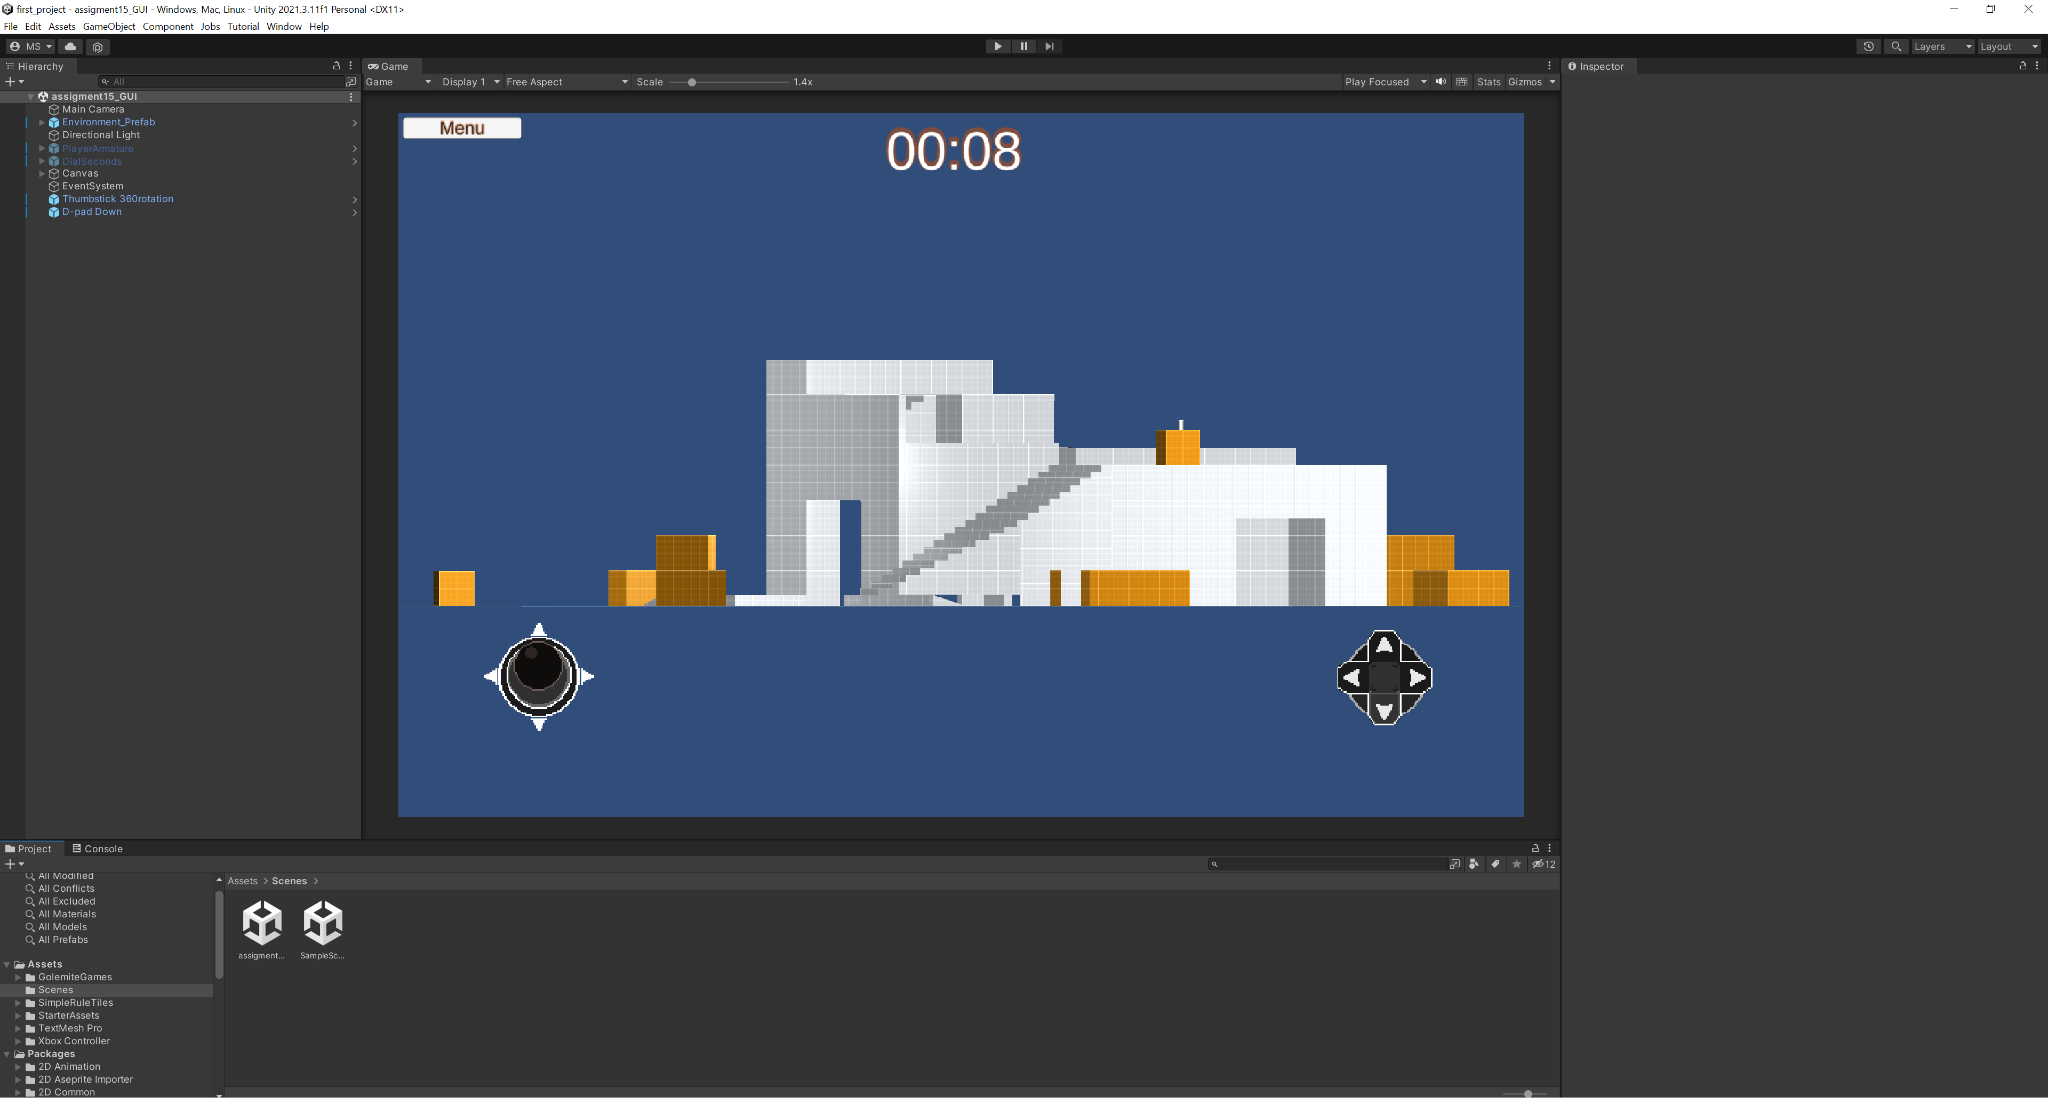 first_project - assigment15_GUI - Windows, Mac, Linux - Unity 2021.3.11f1 Personal <DX11>
File Edit Assets GameObject Component Jobs Tutorial Window Help
MS Layers Layout
Hierarchy
All
assigment15_GUI
Main Camera
Environment_Prefab
Directional Light
PlayerArmature
DialSeconds
Canvas
EventSystem
Thumbstick 360rotation
D-pad Down
Game
Game Display 1 Free Aspect Scale 1.4x Play Focused Stats Gizmos
Menu
00:08
Inspector
Project Console
12
All Modified
All Conflicts
All Excluded
All Materials
All Models
All Prefabs
Assets
GolemiteGames
Scenes
SimpleRuleTiles
StarterAssets
TextMesh Pro
Xbox Controller
Packages
2D Animation
2D Aseprite Importer
2D Common
Assets > Scenes >
assigment... SampleSc...